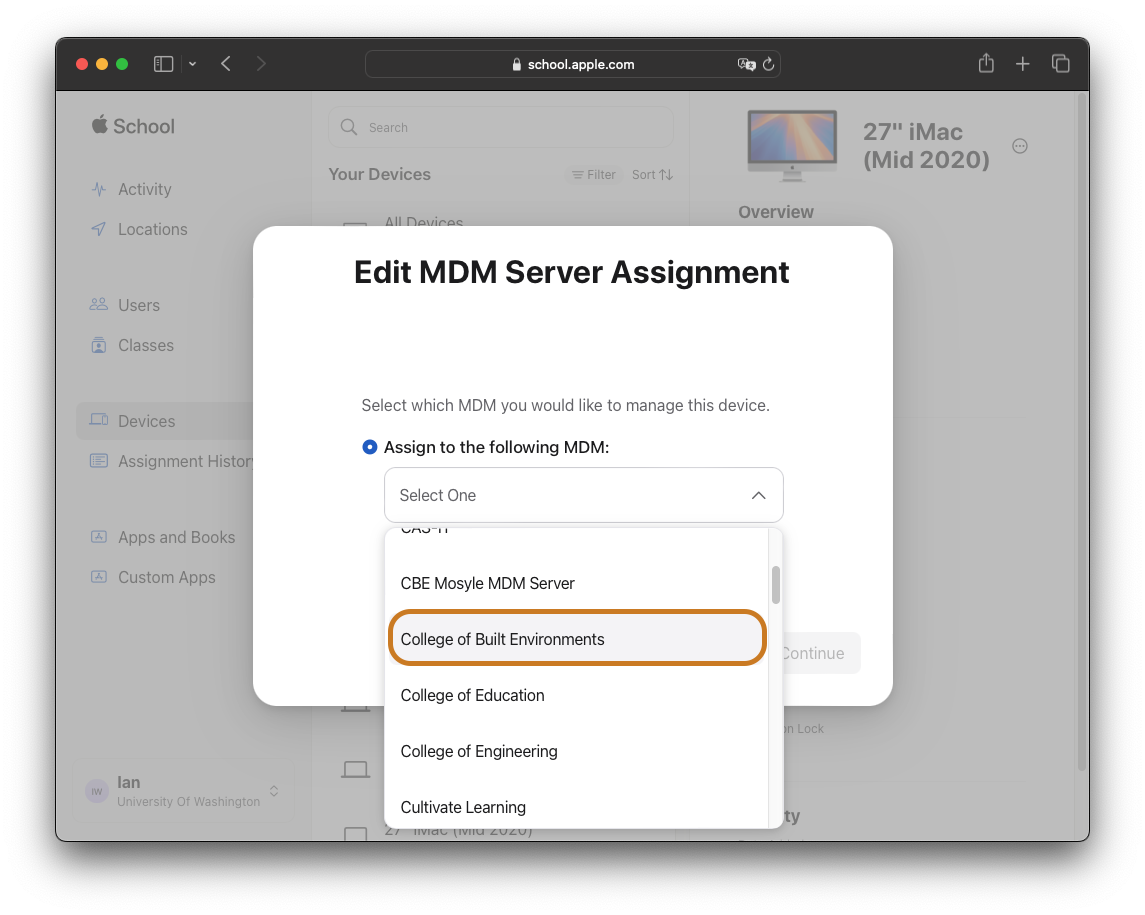 school.apple.com
School
Activity
Locations
Users
Classes
Devices
Assignment History
Apps and Books
Custom Apps
IW
Ian
University Of Washington
Search
Your Devices
Filter
Sort
All Devices
27" iMac (Mid 2020)
27" iMac
(Mid 2020)
Overview
on Lock
ty
Edit MDM Server Assignment
Select which MDM you would like to manage this device.
Assign to the following MDM:
Select One
CAS-IT
CBE Mosyle MDM Server
College of Built Environments
College of Education
College of Engineering
Cultivate Learning
Continue